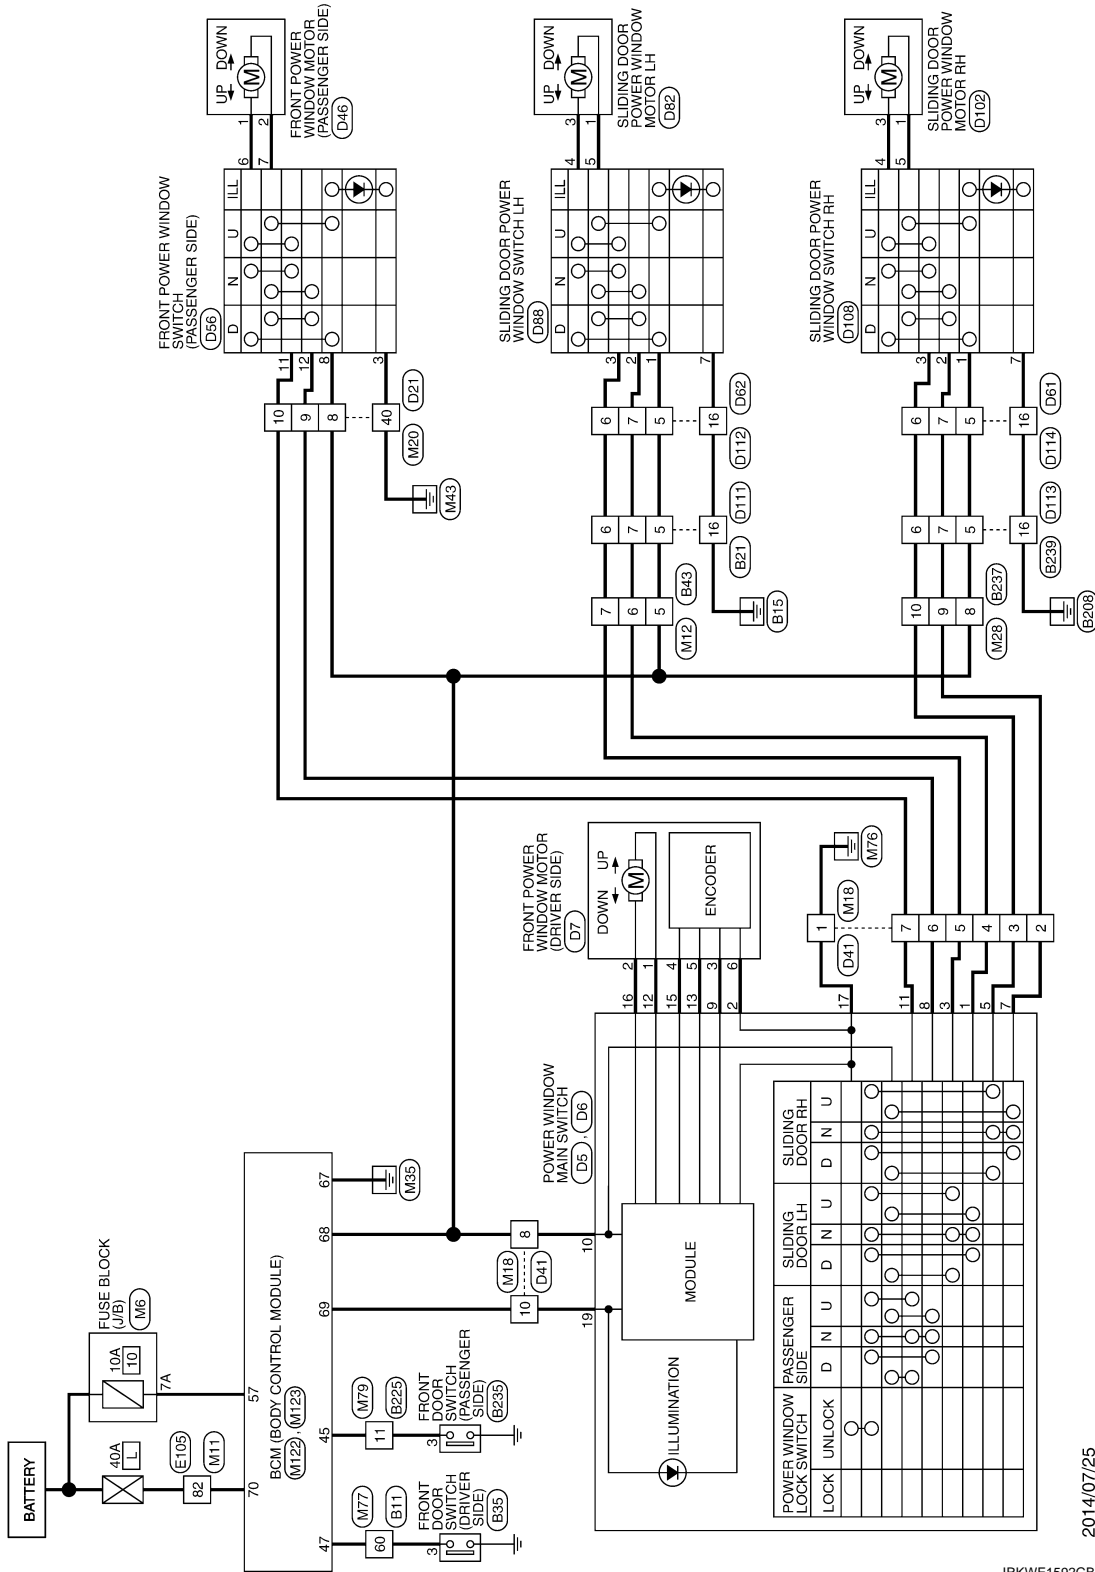 BATTERY
40A
L
E105
82
M11
70
FUSE BLOCK
(J/B)
M6
10A
10
7A
57
BCM (BODY CONTROL MODULE)
M122 , M123
47
45
69
68
67
M35
M77
60
B11
3
FRONT
DOOR
SWITCH
(DRIVER
SIDE)
B35
M79
11
B225
3
FRONT
DOOR
SWITCH
(PASSENGER
SIDE)
B235
M18
D41
10
8
19
10
POWER WINDOW
MAIN SWITCH
D5 , D6
MODULE
ILLUMINATION
POWER WINDOW
LOCK SWITCH
LOCK
UNLOCK
PASSENGER
SIDE
D
N
U
SLIDING
DOOR LH
D
N
U
SLIDING
DOOR RH
D
N
U
16
12
15
13
9
2
17
11
8
3
1
5
7
2
1
4
5
3
6
FRONT POWER
WINDOW MOTOR
(DRIVER SIDE)
D7
DOWN
UP
M
ENCODER
D41
M18
1
7
6
5
4
3
2
M76
FRONT POWER WINDOW
SWITCH
(PASSENGER SIDE)
D56
D
N
U
ILL
11
12
8
3
10
9
8
40
M20
D21
M43
6
7
1
2
UP
DOWN
M
FRONT POWER
WINDOW MOTOR
(PASSENGER SIDE)
D46
SLIDING DOOR POWER
WINDOW SWITCH LH
D88
D
N
U
ILL
3
2
1
7
6
7
5
16
D112
D62
6
7
5
16
B21
D111
7
6
5
M12
B43
B15
4
5
3
1
UP
DOWN
M
SLIDING DOOR
POWER WINDOW
MOTOR LH
D82
SLIDING DOOR POWER
WINDOW SWITCH RH
D108
D
N
U
ILL
3
2
1
7
6
7
5
16
D114
D61
6
7
5
16
B239
D113
10
9
8
M28
B237
B208
4
5
3
1
UP
DOWN
M
SLIDING DOOR
POWER WINDOW
MOTOR RH
D102
2014/07/25